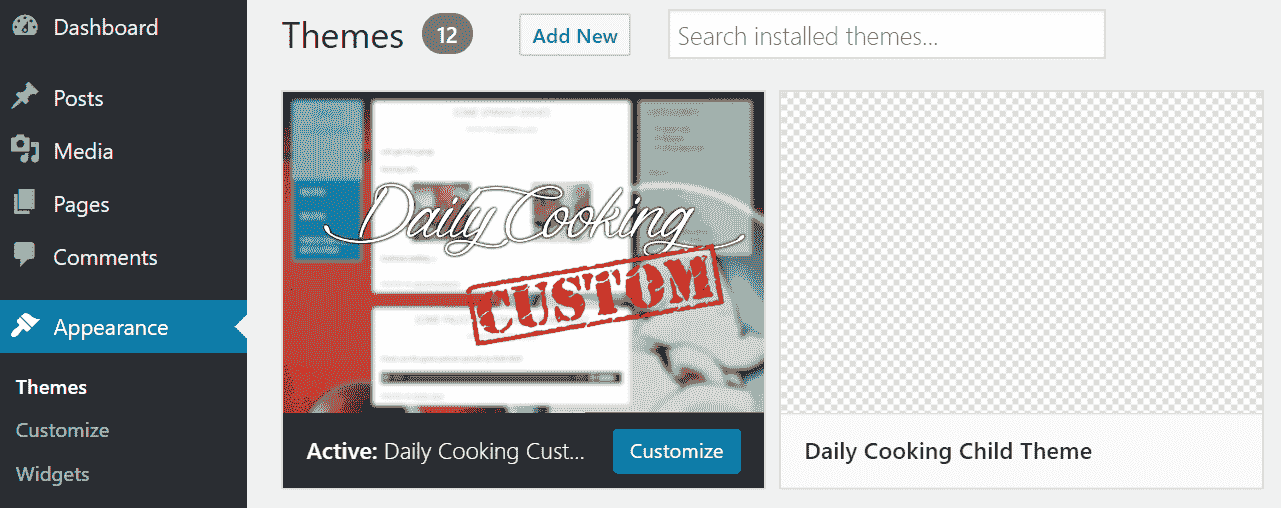 Dashboard
Posts
Media
Pages
Comments
Appearance
Themes
Customize
Widgets
Themes 12 Add New Search installed themes...
Daily Cooking
CUSTOM
Active: Daily Cooking Cust... Customize
Daily Cooking Child Theme